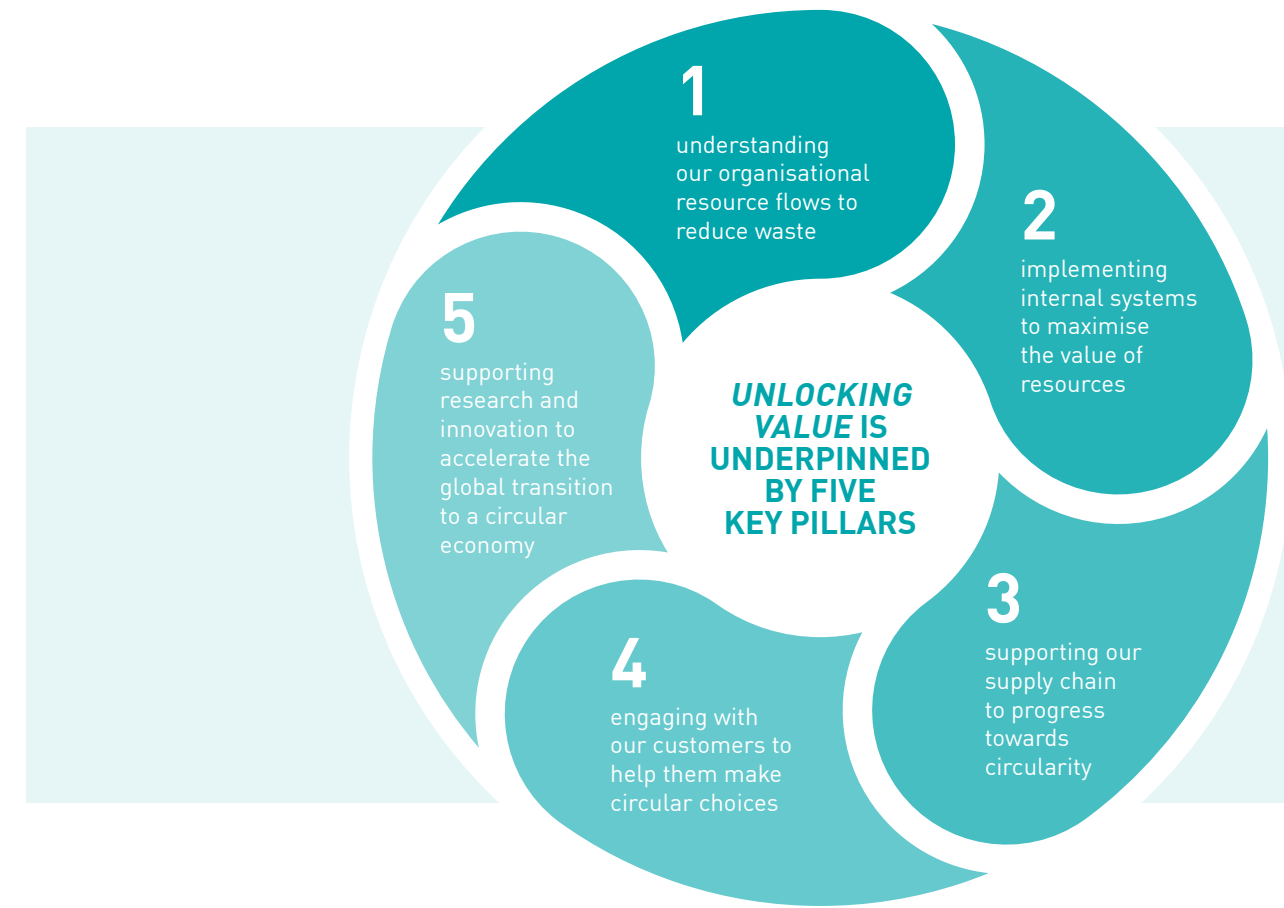 1
understanding
our organisational
resource flows to
reduce waste
2
implementing
internal systems
to maximise
the value of
resources
3
supporting our
supply chain
to progress
towards
circularity
4
engaging with
our customers to
help them make
circular choices
5
supporting
research and
innovation to
accelerate the
global transition
to a circular
economy
UNLOCKING
VALUE IS
UNDERPINNED
BY FIVE
KEY PILLARS